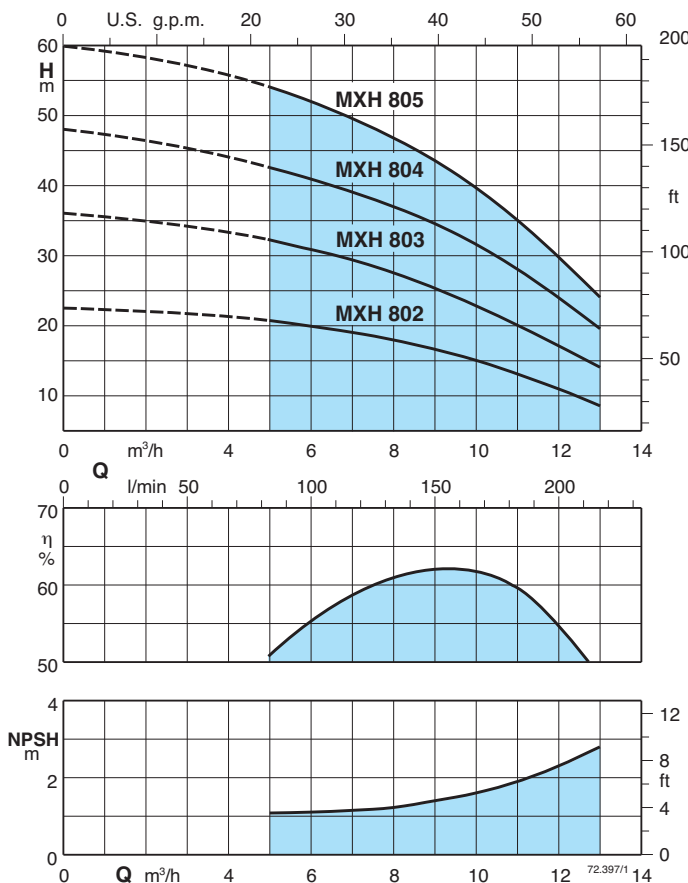 0 U.S. g.p.m. 20 30 40 50 60
60 200
H
m
MXH 805
50
150
MXH 804
40
ft
MXH 803
100
30
MXH 802
20
50
10
0 m³/h 4 6 8 10 12 14
Q
0 l/min 50 100 150 200
70
η
%
60
50
4 12
NPSH
m
8
ft
2
4
0 0
72.397/1
0 Q m³/h 4 6 8 10 12 14